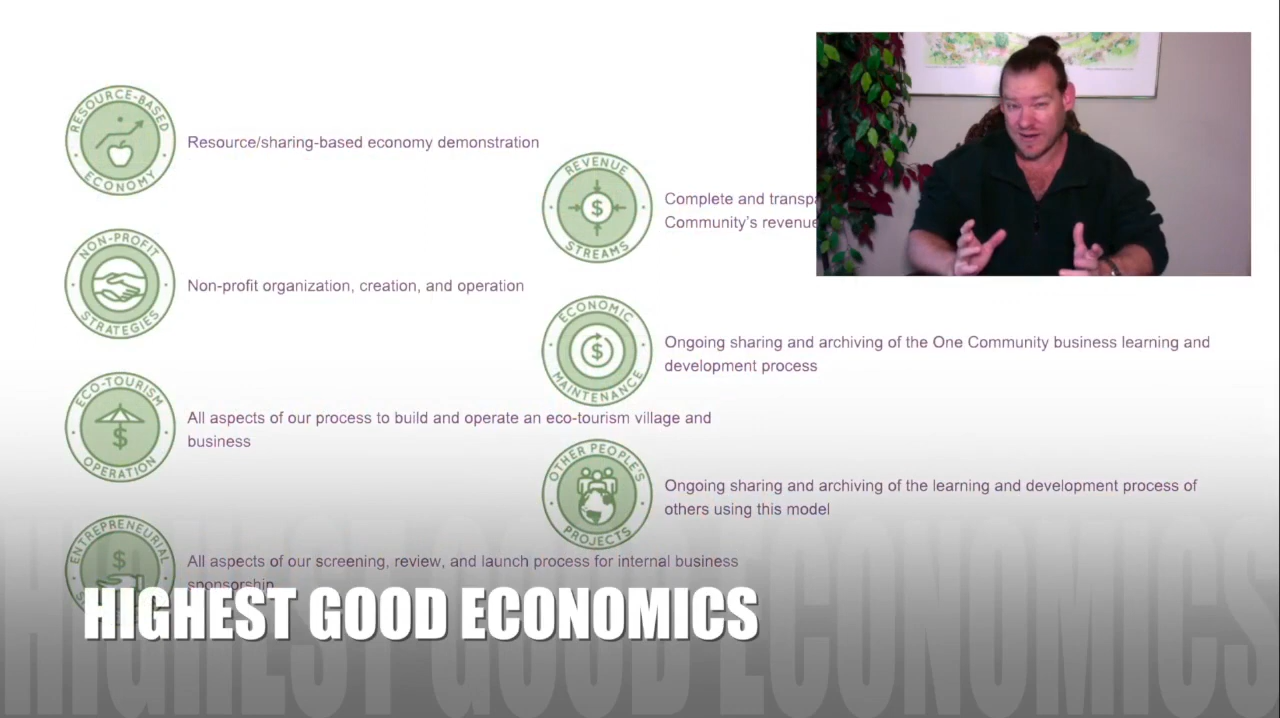 RESOURCE-BASED
ECONOMY
Resource/sharing-based economy demonstration
NON-PROFIT
STRATEGIES
Non-profit organization, creation, and operation
ECO-TOURISM
$
OPERATION
All aspects of our process to build and operate an eco-tourism village and
business
ENTREPRENEURIAL
$
All aspects of our screening, review, and launch process for internal business
sponsorship
REVENUE
$
STREAMS
Complete and
Community's revenue
ECONOMIC
$
MAINTENANCE
Ongoing sharing and archiving of the One Community business learning and
development process
OTHER PEOPLE'S
PROJECTS
Ongoing sharing and archiving of the learning and development process of
others using this model
HIGHEST GOOD ECONOMICS
HIGHEST GOOD ECONOMICS